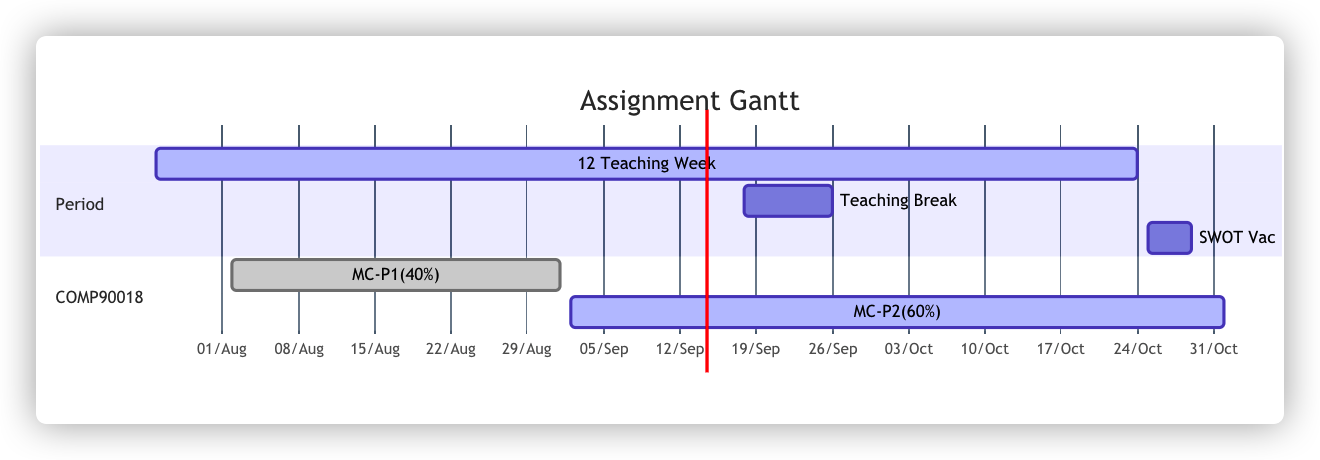 Assignment Gantt
12 Teaching Week
Period
Teaching Break
SWOT Vac
MC-P1(40%)
COMP90018
MC-P2(60%)
01/Aug 08/Aug 15/Aug 22/Aug 29/Aug 05/Sep 12/Sep 19/Sep 26/Sep 03/Oct 10/Oct 17/Oct 24/Oct 31/Oct